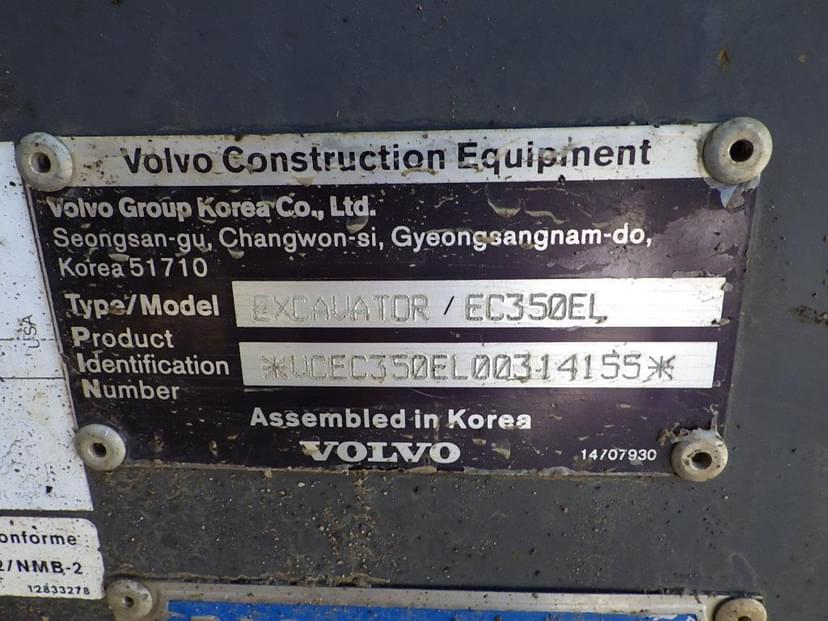 Volvo Construction Equipment
Volvo Group Korea Co., Ltd.
Seongsan-gu, Changwon-si, Gyeongsangnam-do,
Korea 51710
Type/Model EXCAVATOR / EC350EL
Product
Identification *VCEC350EL00314155*
Number
Assembled in Korea
VOLVO 14707930
USA
onforme
2/NMB-2
12833278